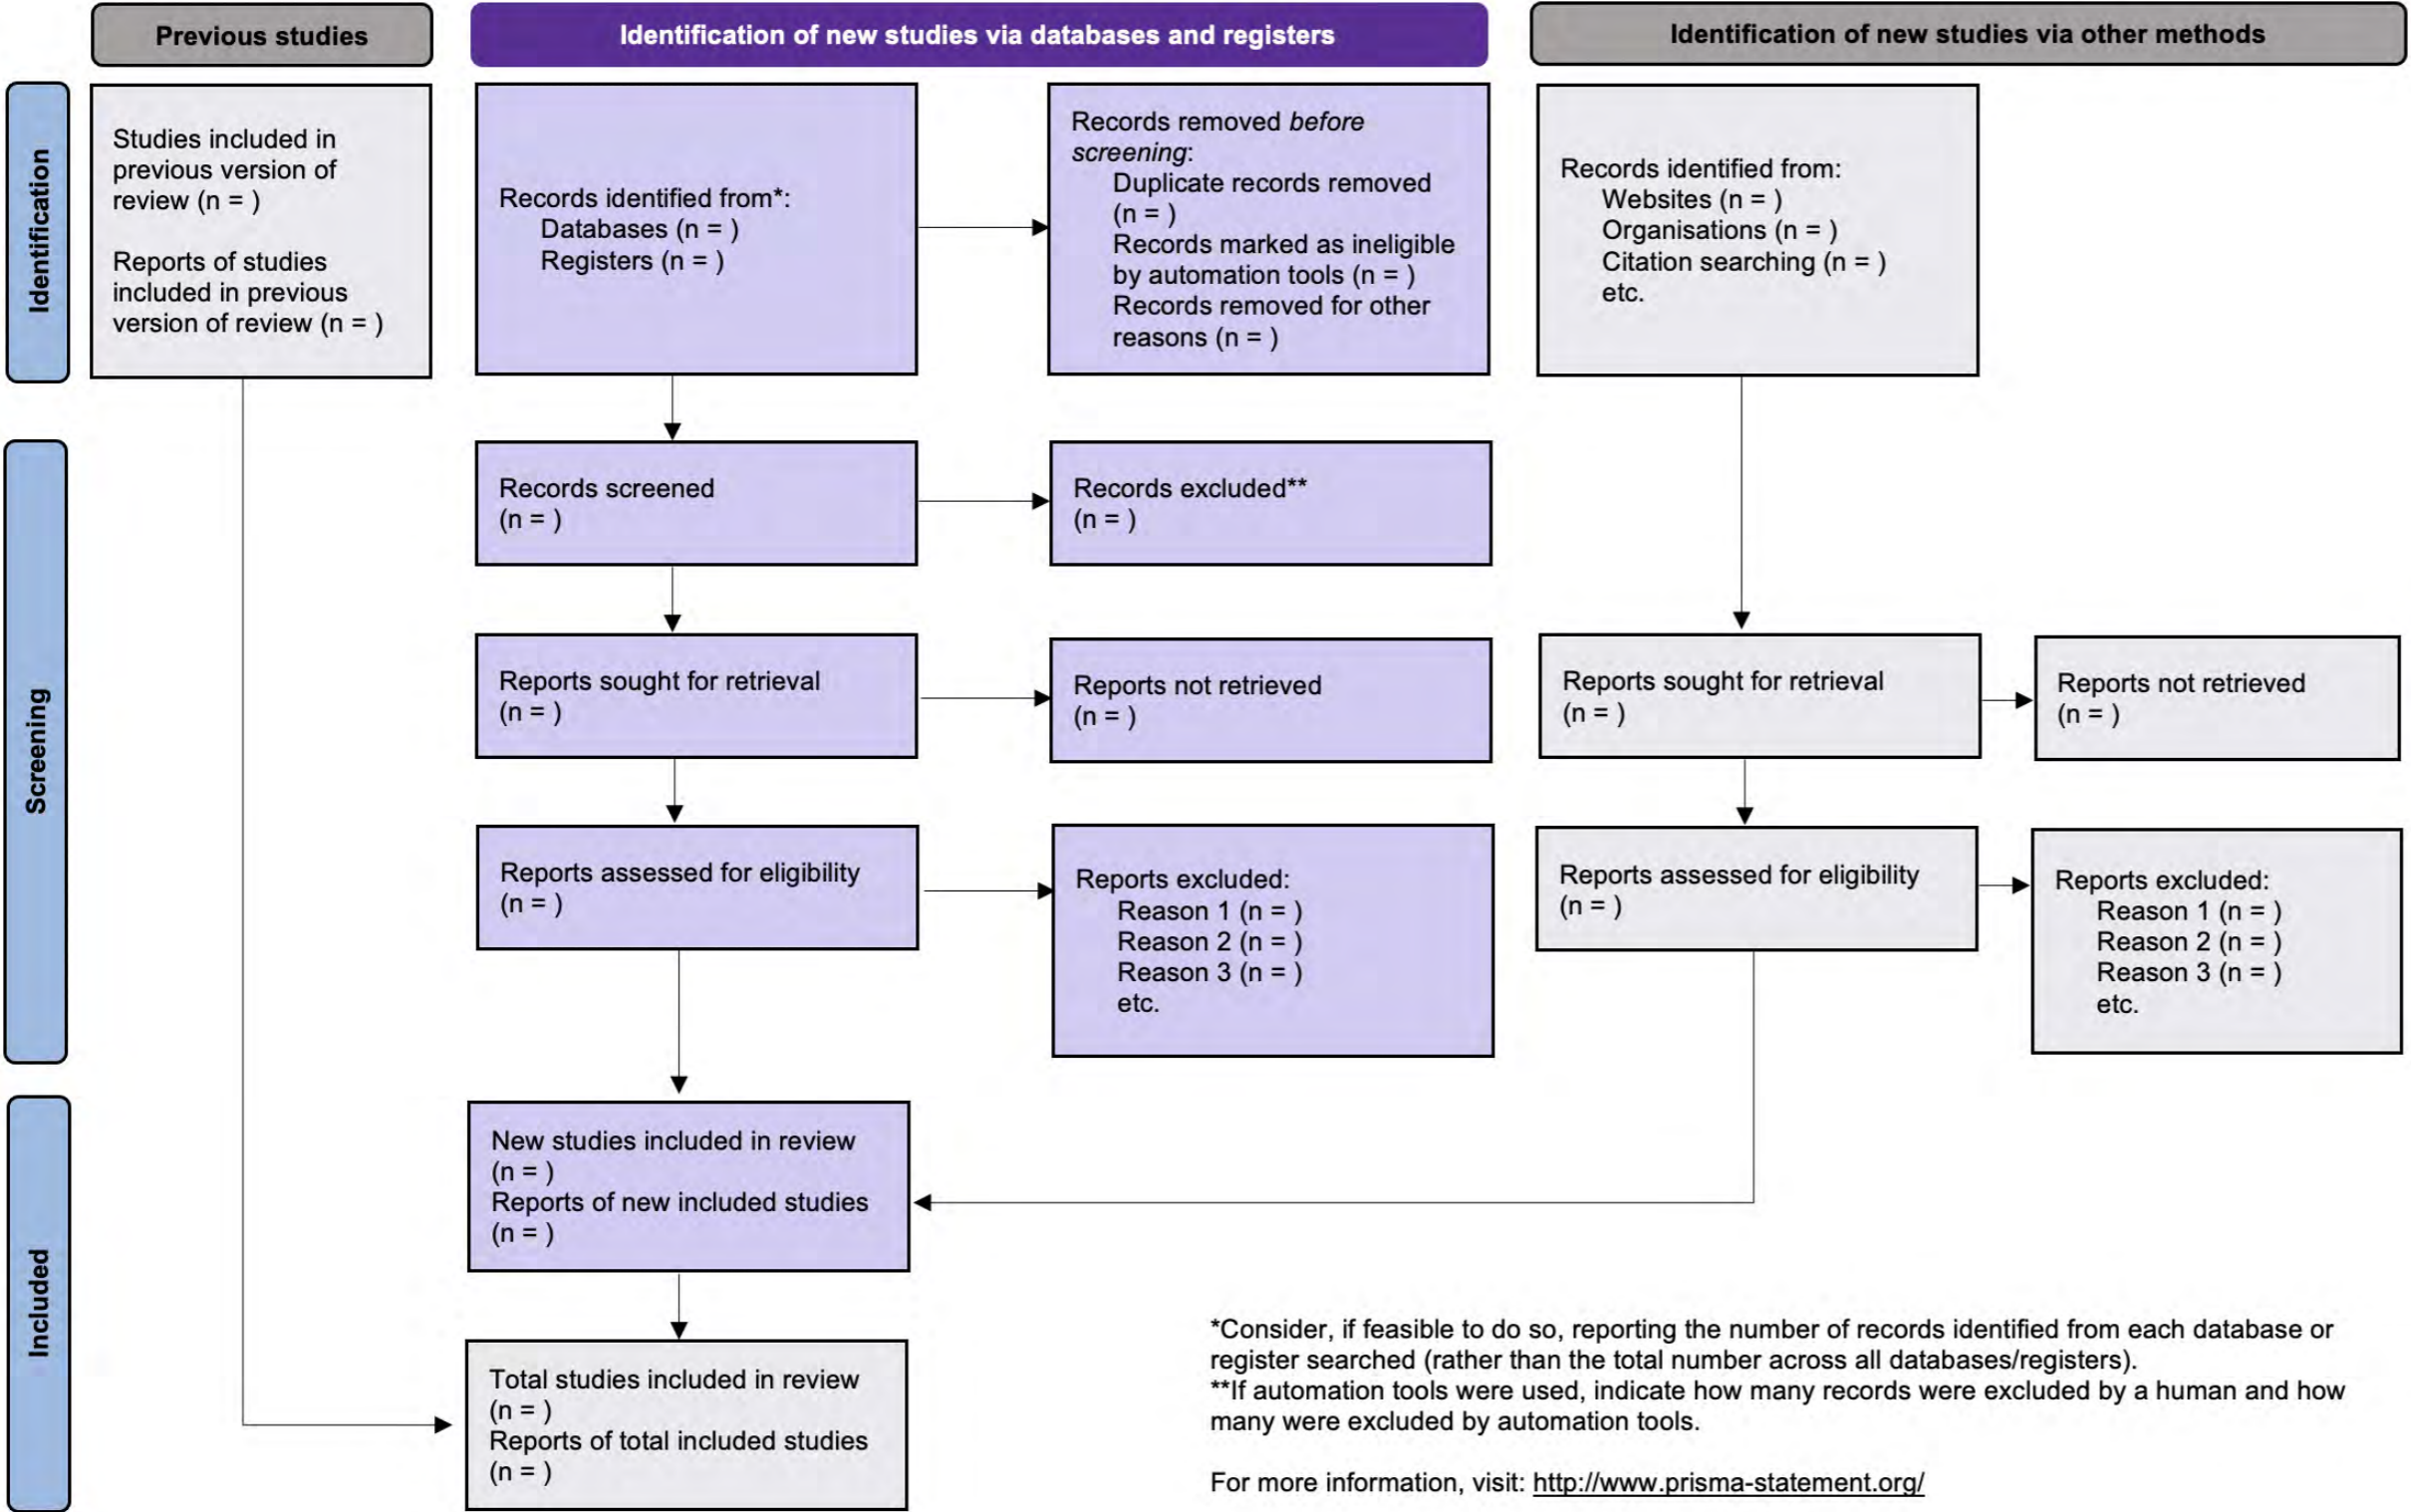 Previous studies
Identification of new studies via databases and registers
Identification of new studies via other methods
Identification
Studies included in
previous version of
review (n = )
Reports of studies
included in previous
version of review (n = )
Records identified from*:
Databases (n = )
Registers (n = )
Records removed before
screening:
Duplicate records removed
(n = )
Records marked as ineligible
by automation tools (n = )
Records removed for other
reasons (n = )
Records identified from:
Websites (n = )
Organisations (n = )
Citation searching (n = )
etc.
Screening
Records screened
(n = )
Records excluded**
(n = )
Reports sought for retrieval
(n = )
Reports not retrieved
(n = )
Reports sought for retrieval
(n = )
Reports not retrieved
(n = )
Reports assessed for eligibility
(n = )
Reports excluded:
Reason 1 (n = )
Reason 2 (n = )
Reason 3 (n = )
etc.
Reports assessed for eligibility
(n = )
Reports excluded:
Reason 1 (n = )
Reason 2 (n = )
Reason 3 (n = )
etc.
Included
New studies included in review
(n = )
Reports of new included studies
(n = )
Total studies included in review
(n = )
Reports of total included studies
(n = )
*Consider, if feasible to do so, reporting the number of records identified from each database or
register searched (rather than the total number across all databases/registers).
**If automation tools were used, indicate how many records were excluded by a human and how
many were excluded by automation tools.
For more information, visit: http://www.prisma-statement.org/